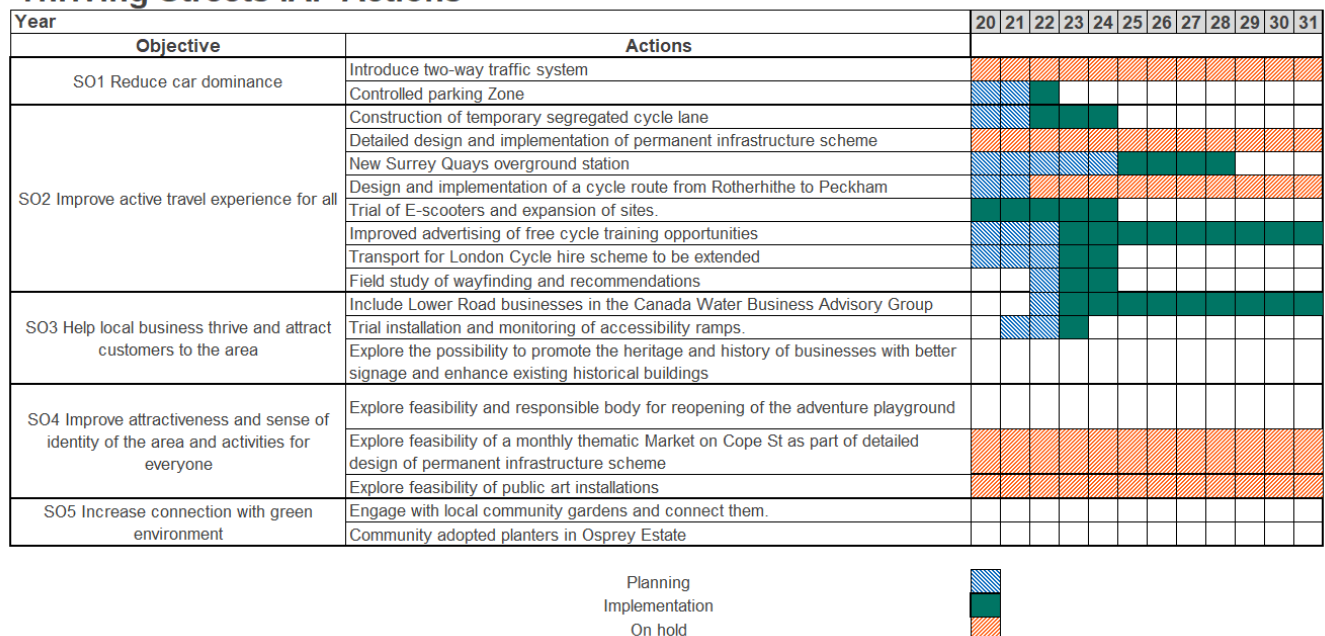 Thriving Streets IAP Actions
Year 20 21 22 23 24 25 26 27 28 29 30 31
Objective Actions
SO1 Reduce car dominance
Introduce two-way traffic system
Controlled parking Zone
SO2 Improve active travel experience for all
Construction of temporary segregated cycle lane
Detailed design and implementation of permanent infrastructure scheme
New Surrey Quays overground station
Design and implementation of a cycle route from Rotherhithe to Peckham
Trial of E-scooters and expansion of sites.
Improved advertising of free cycle training opportunities
Transport for London Cycle hire scheme to be extended
Field study of wayfinding and recommendations
SO3 Help local business thrive and attract
customers to the area
Include Lower Road businesses in the Canada Water Business Advisory Group
Trial installation and monitoring of accessibility ramps.
Explore the possibility to promote the heritage and history of businesses with better
signage and enhance existing historical buildings
SO4 Improve attractiveness and sense of
identity of the area and activities for
everyone
Explore feasibility and responsible body for reopening of the adventure playground
Explore feasibility of a monthly thematic Market on Cope St as part of detailed
design of permanent infrastructure scheme
Explore feasibility of public art installations
SO5 Increase connection with green
environment
Engage with local community gardens and connect them.
Community adopted planters in Osprey Estate
Planning
Implementation
On hold